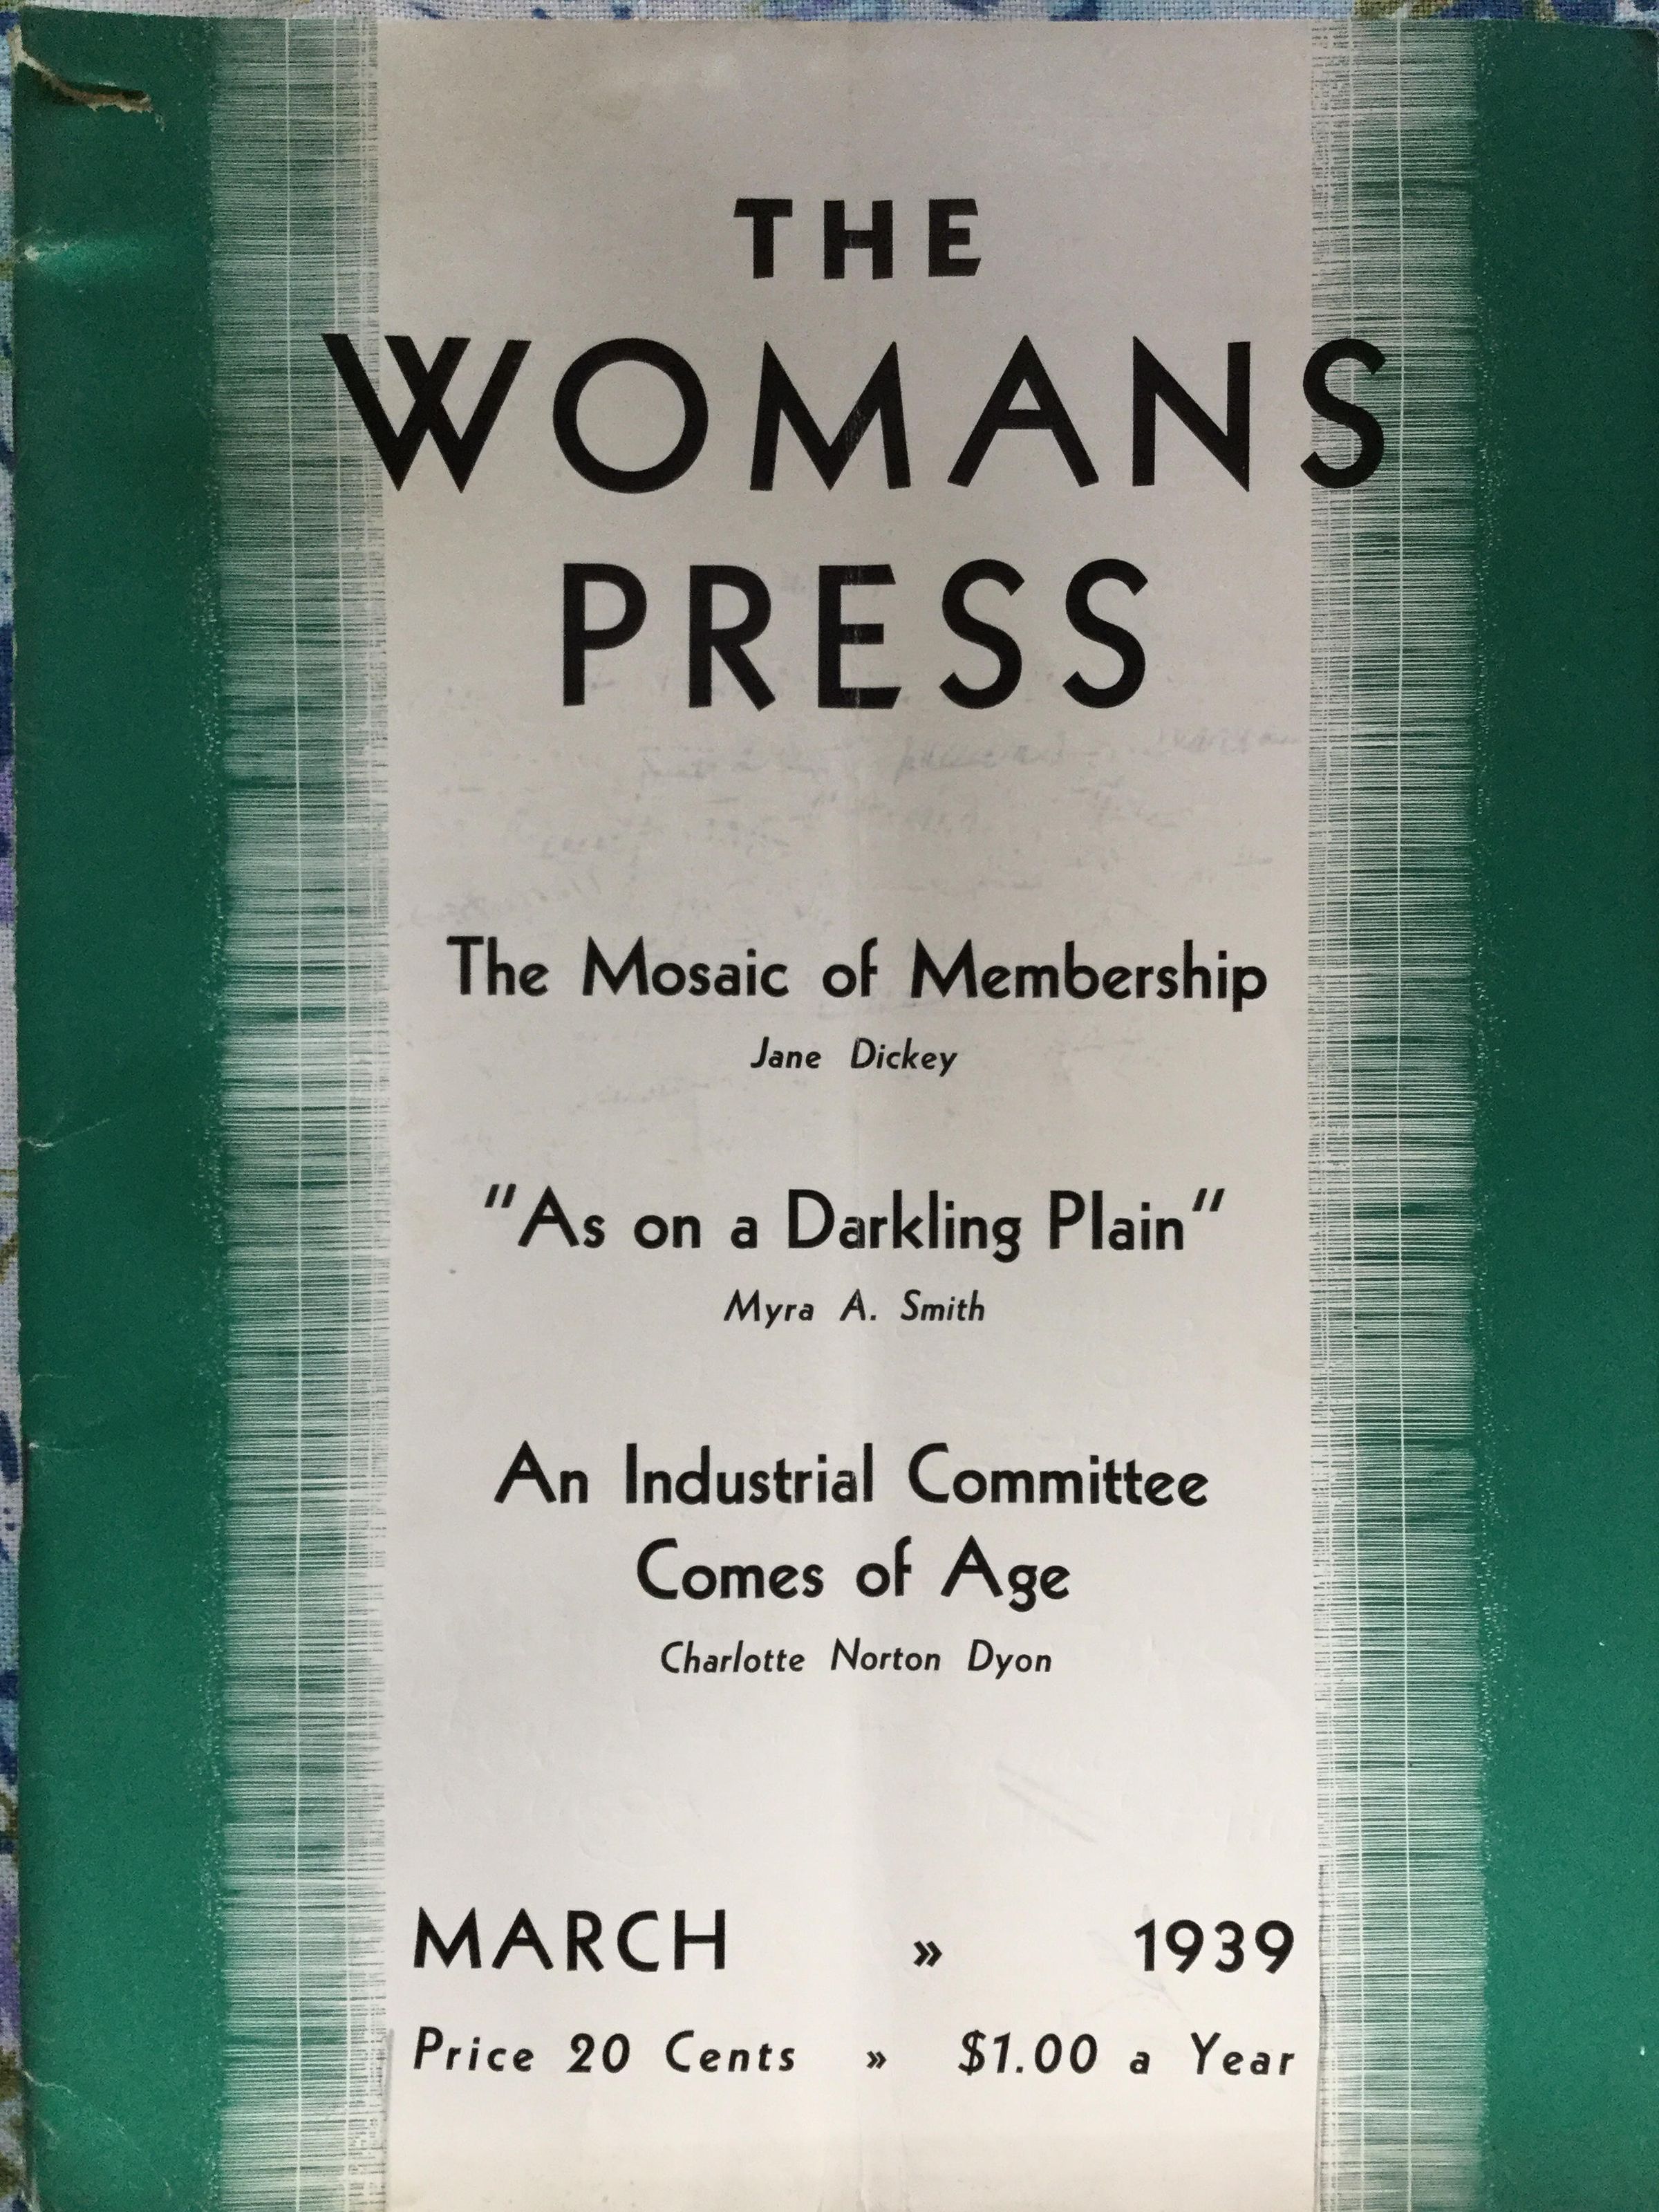 THE
WOMANS
PRESS
The Mosaic of Membership
Jane Dickey
"As on a Darkling Plain"
Myra A. Smith
An Industrial Committee
Comes of Age
Charlotte Norton Dyon
MARCH » 1939
Price 20 Cents » $1.00 a Year